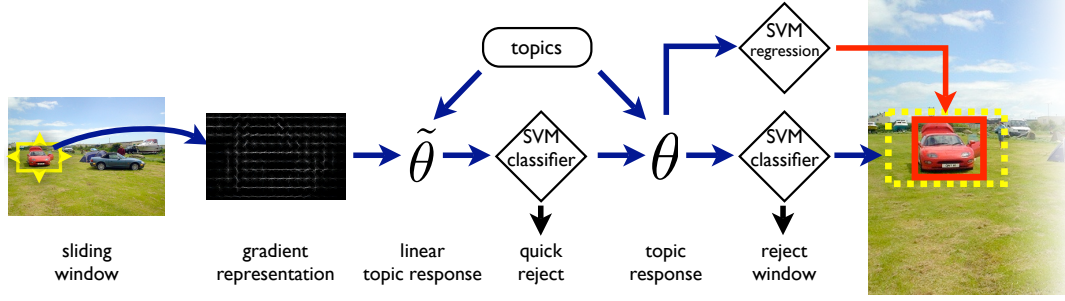 topics
SVM
regression
θ̃
SVM
classifier
θ
SVM
classifier
sliding
window
gradient
representation
linear
topic response
quick
reject
topic
response
reject
window